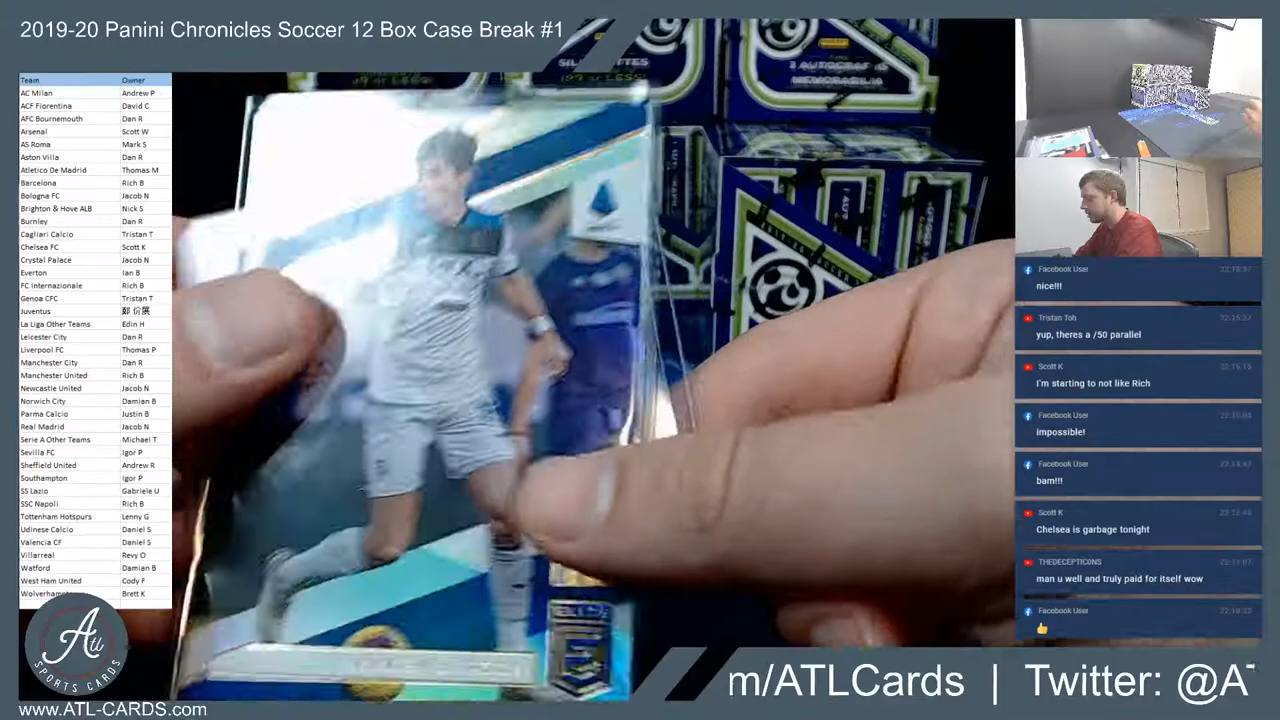 2019-20 Panini Chronicles Soccer 12 Box Case Break #1
Team Owner
AC Milan Andrew P
ACF Fiorentina David C
AFC Bournemouth Dan R
Arsenal Scott W
AS Roma Mark S
Aston Villa Dan R
Atletico De Madrid Thomas M
Barcelona Rich B
Bologna FC Jacob N
Brighton & Hove ALB Nick S
Burnley Dan R
Cagliari Calcio Tristan T
Chelsea FC Scott K
Crystal Palace Jacob N
Everton Ian B
FC Internazionale Rich B
Genoa CFC Tristan T
Juventus
La Liga Other Teams Edin H
Leicester City Dan R
Liverpool FC Thomas P
Manchester City Dan R
Manchester United Rich B
Newcastle United Jacob N
Norwich City Damian B
Parma Calcio Justin B
Real Madrid Jacob N
Serie A Other Teams Michael T
Sevilla FC Igor P
Sheffield United Andrew R
Southampton Igor P
SS Lazio Gabriele U
SSC Napoli Rich B
Tottenham Hotspurs Lenny G
Udinese Calcio Daniel S
Valencia CF Daniel S
Villarreal Revy O
Watford Damian B
West Ham United Cody F
Wolverham Brett K
Atl
SPORTS CARDS
www.ATL-CARDS.com
Facebook User
nice!!!
Tristan Toh
yup, theres a /50 parallel
Scott K
I'm starting to not like Rich
Facebook User
impossible!
Facebook User
bam!!!
Scott K
Chelsea is garbage tonight
THEDECEPTICONS
man u well and truly paid for itself wow
Facebook User
👍
m/ATLCards | Twitter: @A